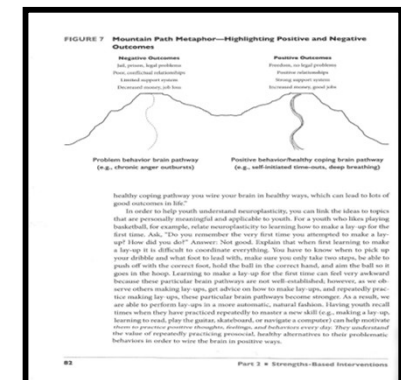 FIGURE 7 Mountain Path Metaphor—Highlighting Positive and Negative
Outcomes
Negative Outcomes
Jail, prison, legal problems
Poor, conflictual relationships
Limited support system
Decreased money, job loss
Positive Outcomes
Freedom, no legal problems
Positive relationships
Strong support system
Increased money, good jobs
Problem behavior brain pathway
(e.g., chronic anger outbursts)
Positive behavior/healthy coping brain pathway
(e.g., self-initiated time-outs, deep breathing)
healthy coping pathway you wire your brain in healthy ways, which can lead to lots of
good outcomes in life."
In order to help youth understand neuroplasticity, you can link the ideas to topics
that are personally meaningful and applicable to youth. For a youth who likes playing
basketball, for example, relate neuroplasticity to learning how to make a lay-up for the
first time. Ask, "Do you remember the very first time you attempted to make a lay-
up? How did you do?" Answer: Not good. Explain that when first learning to make
a lay-up it is difficult to coordinate everything. You have to know when to pick up
your dribble and what foot to lead with, make sure you only take two steps, be able to
push off with the correct foot, hold the ball in the correct hand, and aim the ball so it
goes in the hoop. Learning to make a lay-up for the first time can feel very awkward
because these particular brain pathways are not well-established; however, as we ob-
serve others making lay-ups, get advice on how to make lay-ups, and repeatedly prac-
tice making lay-ups, these particular brain pathways become stronger. As a result, we
are able to perform lay-ups in a more automatic, natural fashion. Having youth recall
times when they have practiced repeatedly to master a new skill (e.g., making a lay-up,
learning to read, play the guitar, skateboard, or navigate a computer) can help motivate
them to practice positive thoughts, feelings, and behaviors every day. They understand
the value of repeatedly practicing prosocial, healthy alternatives to their problematic
behaviors in order to wire the brain in positive ways.
82 Part 3 • Strengths-Based Interventions